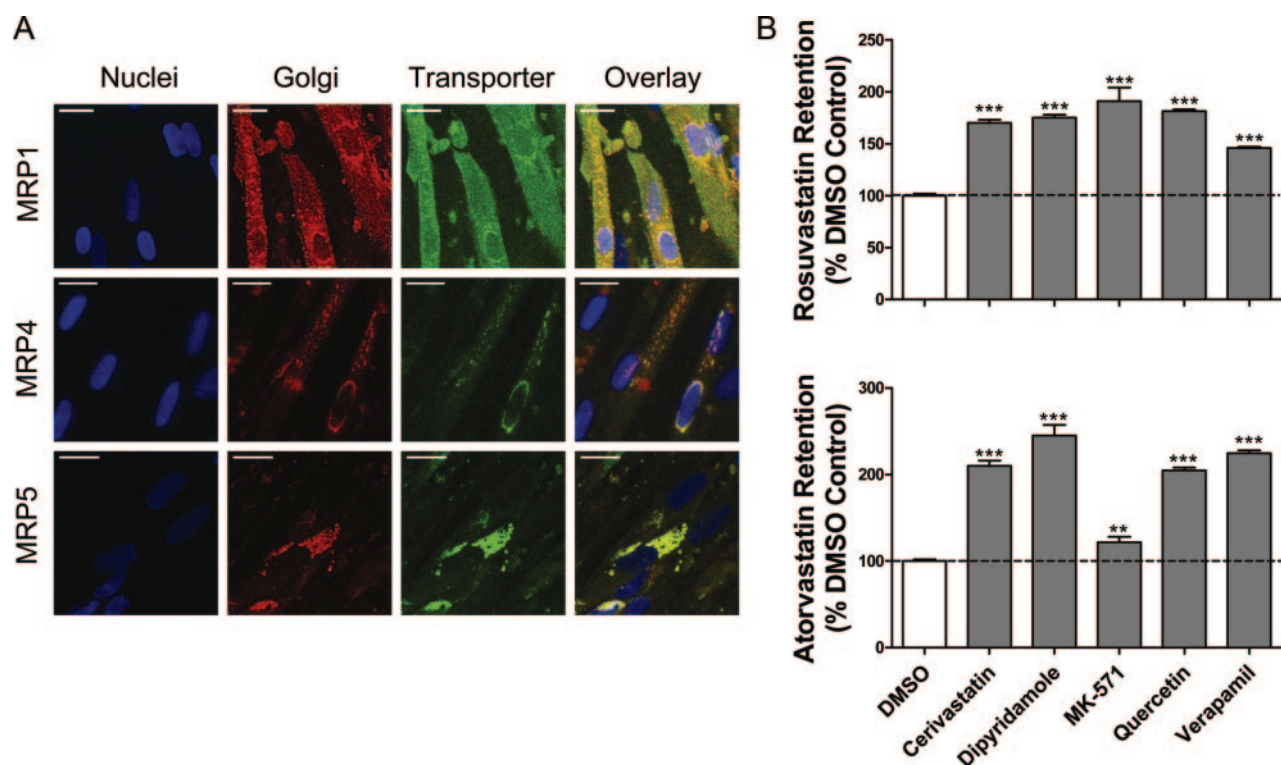 A
Nuclei
Golgi
Transporter
Overlay
MRP1
MRP4
MRP5
B
Rosuvastatin Retention
(% DMSO Control)
250
200
150
100
50
0
***
***
***
***
***
Atorvastatin Retention
(% DMSO Control)
300
200
100
0
***
***
**
***
***
DMSO
Cerivastatin
Dipyridamole
MK-571
Quercetin
Verapamil